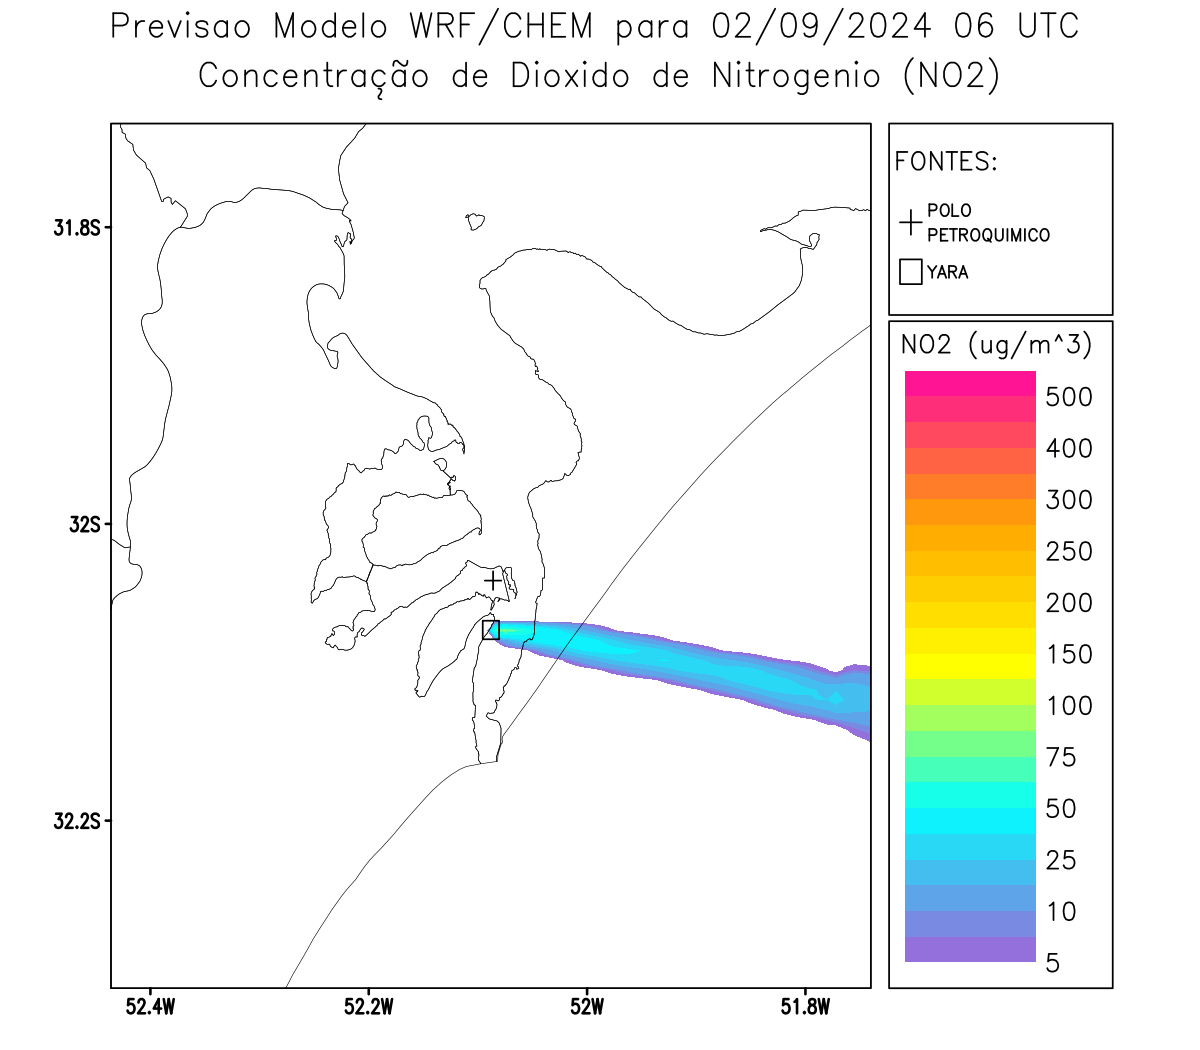 Previsao Modelo WRF/CHEM para 02/09/2024 06 UTC
Concentração de Dioxido de Nitrogenio (NO2)
FONTES:
POLO
PETROQUIMICO
YARA
NO2 (ug/m^3)
500
400
300
250
200
150
100
75
50
25
10
5
31.8S
32S
32.2S
52.4W
52.2W
52W
51.8W